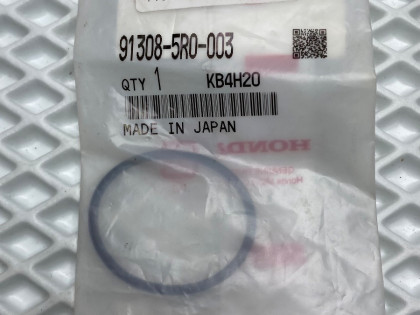 91308-5R0-003
QTY 1 KB4H20
MADE IN JAPAN
HONDA